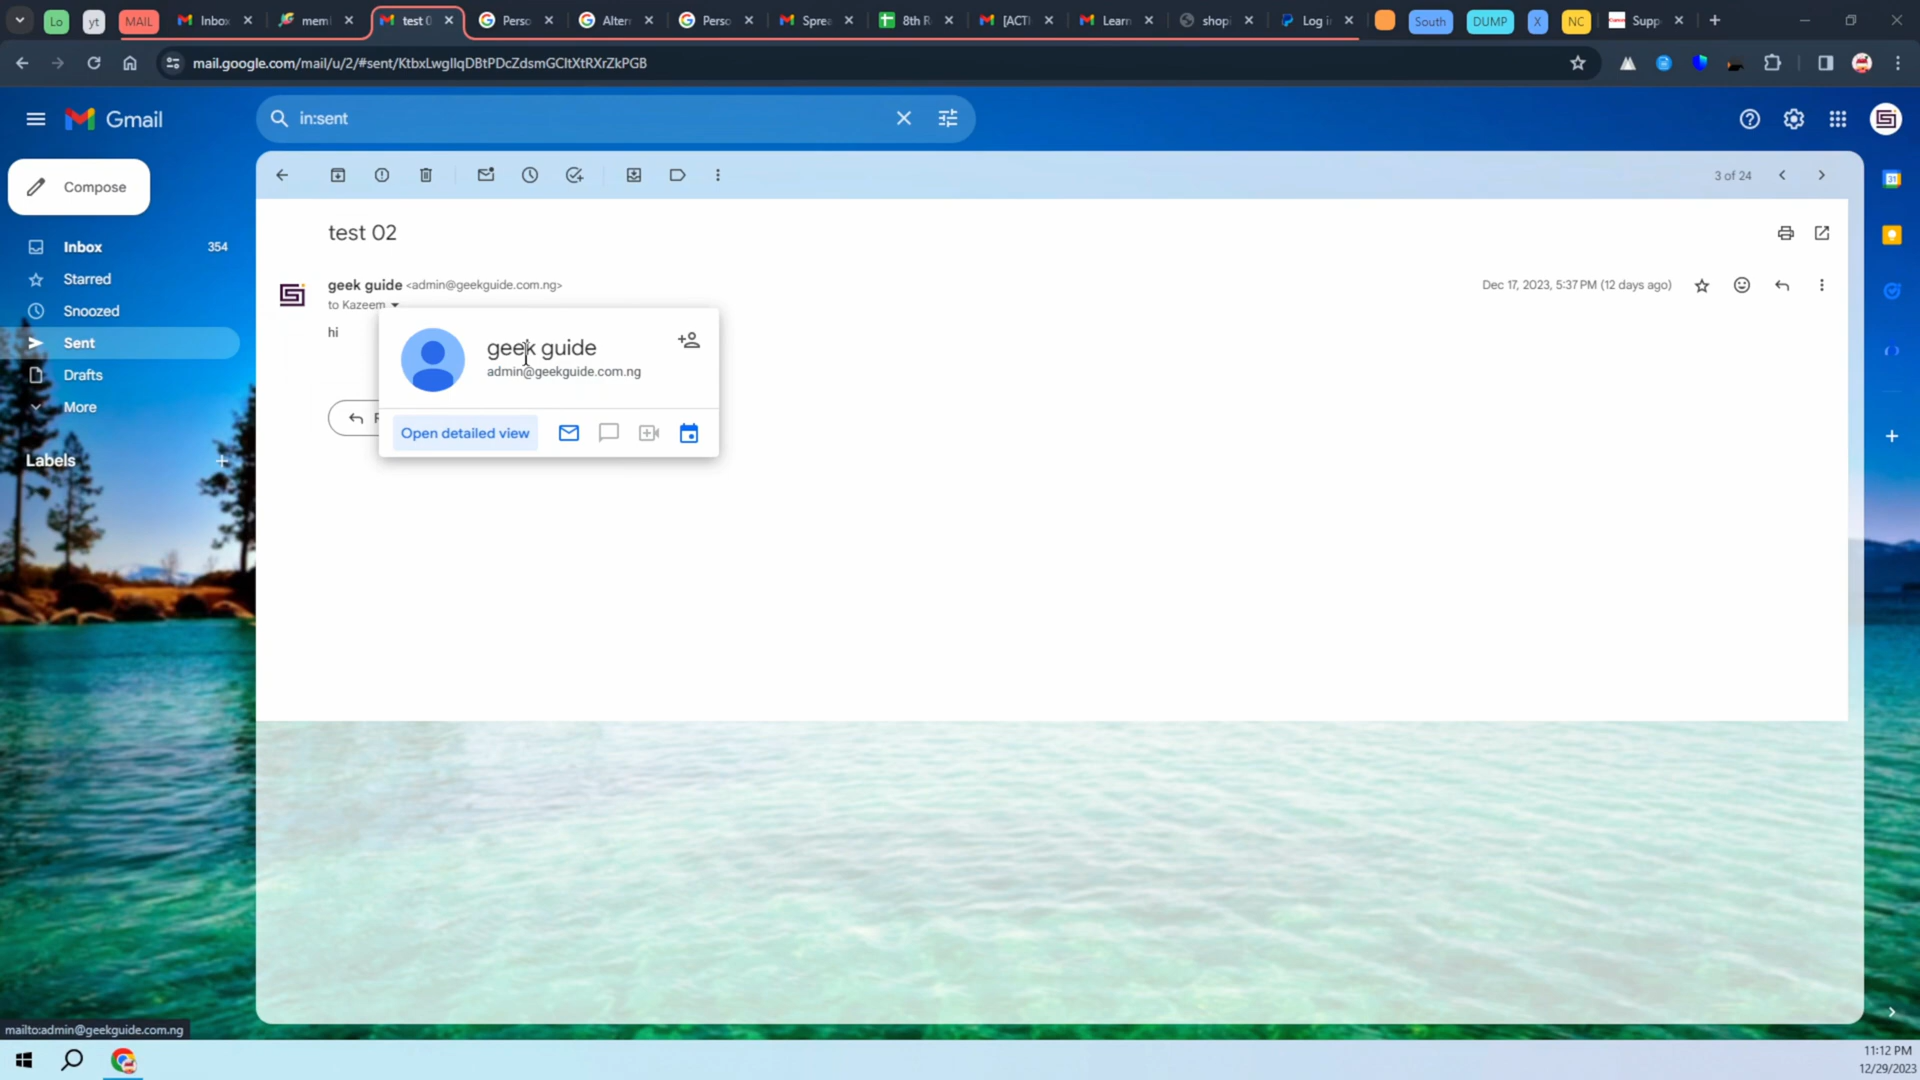 Lo
yt
MAIL
Inbox
mem
test 0
Perso
Altern
Perso
Sprea
8th R
[ACTI
Learn
shopi
Log i
South
DUMP
X
NC
Supp
mail.google.com/mail/u/2/#sent/KtbxLwgIlqDBtPDcZdsmGCltXtRXrZkPGB
Gmail
in:sent
Compose
3 of 24
Inbox 354
Starred
Snoozed
Sent
Drafts
More
Labels
test 02
geek guide <admin@geekguide.com.ng>
Dec 17, 2023, 5:37 PM (12 days ago)
to Kazeem
hi
geek guide
admin@geekguide.com.ng
Open detailed view
31
mailto:admin@geekguide.com.ng
11:12 PM
12/29/2023